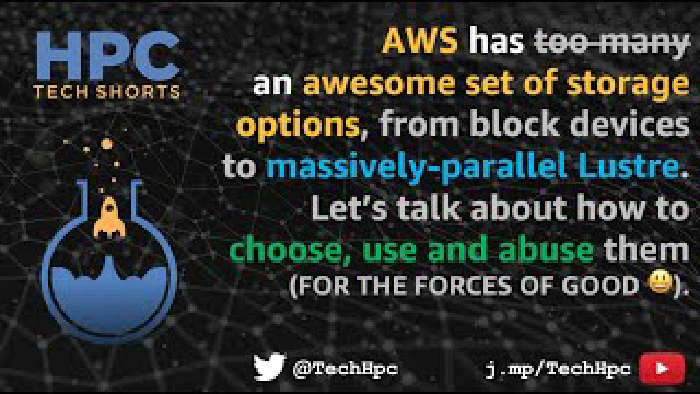 HPC
TECH SHORTS
AWS has too many
an awesome set of storage
options, from block devices
to massively-parallel Lustre.
Let's talk about how to
choose, use and abuse them
(FOR THE FORCES OF GOOD 😃).
@TechHpc
j.mp/TechHpc